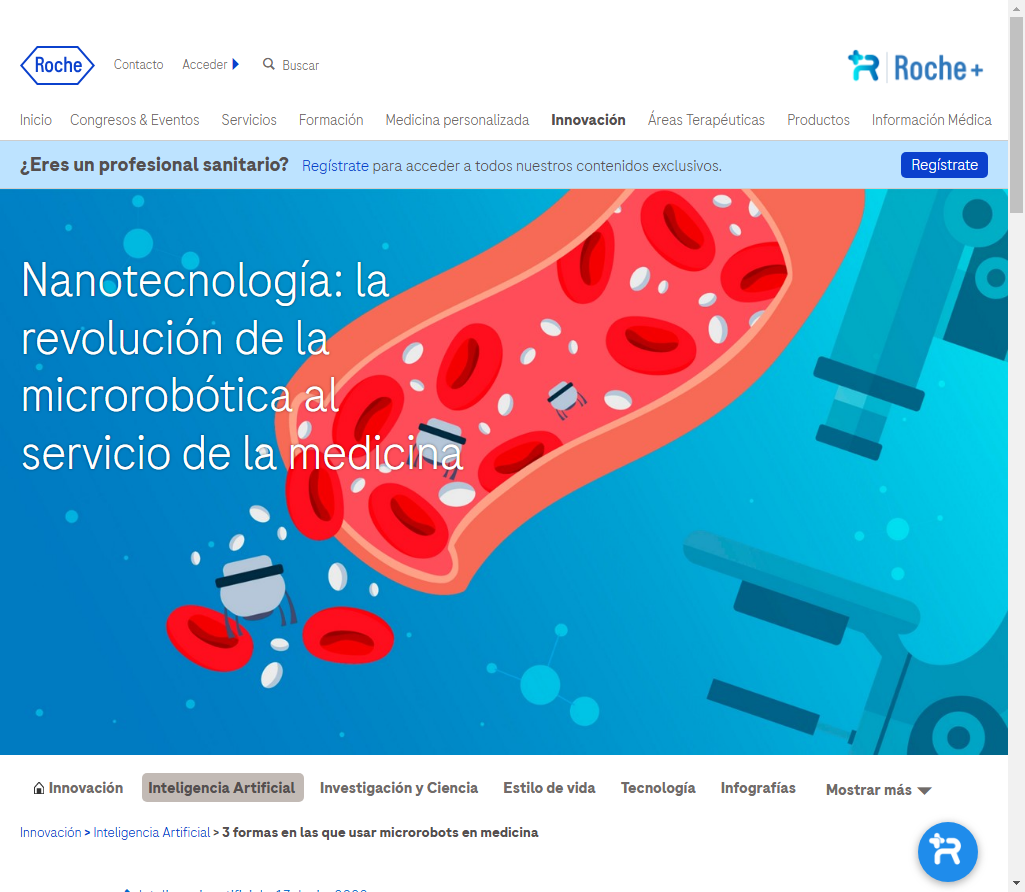 Roche
Contacto
Acceder
Buscar
Roche+
Inicio
Congresos & Eventos
Servicios
Formación
Medicina personalizada
Innovación
Áreas Terapéuticas
Productos
Información Médica
¿Eres un profesional sanitario? Regístrate para acceder a todos nuestros contenidos exclusivos.
Regístrate
Nanotecnología: la
revolución de la
microrobótica al
servicio de la medicina
Innovación
Inteligencia Artificial
Investigación y Ciencia
Estilo de vida
Tecnología
Infografías
Mostrar más
Innovación > Inteligencia Artificial > 3 formas en las que usar microrobots en medicina